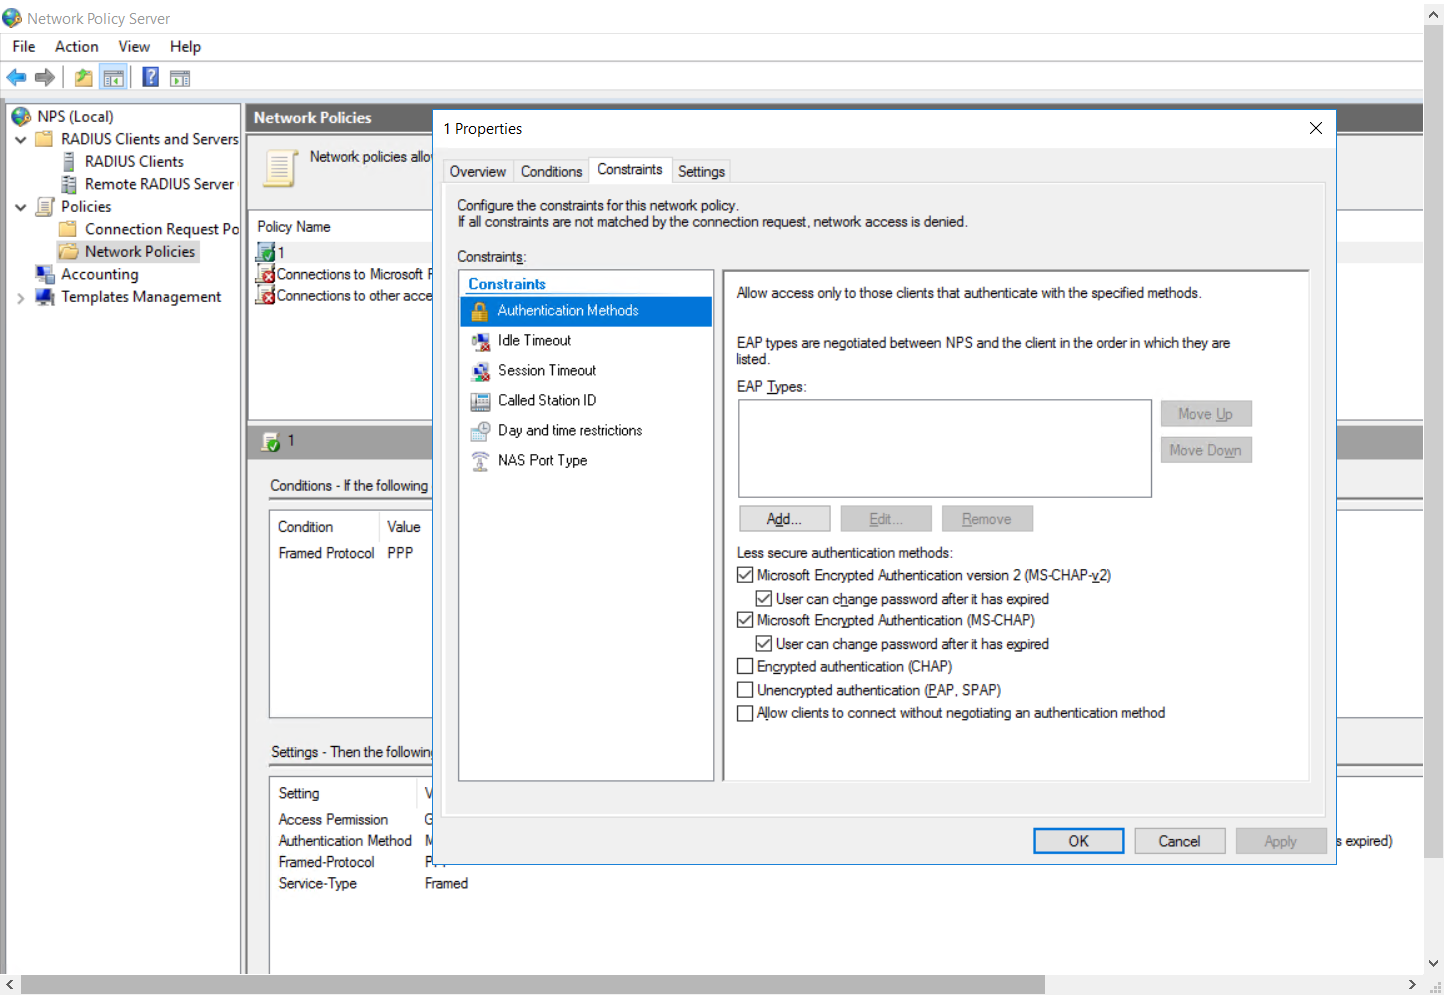 Network Policy Server
File Action View Help
NPS (Local)
RADIUS Clients and Servers
RADIUS Clients
Remote RADIUS Server
Policies
Connection Request Po
Network Policies
Accounting
Templates Management
Network Policies
Network policies allo
Policy Name
1
Connections to Microsoft F
Connections to other acce
1
Conditions - If the following
Condition Value
Framed Protocol PPP
Settings - Then the followin
Setting
Access Permission
Authentication Method
Framed-Protocol
Service-Type Framed
s expired)
1 Properties
Overview Conditions Constraints Settings
Configure the constraints for this network policy.
If all constraints are not matched by the connection request, network access is denied.
Constraints:
Constraints
Authentication Methods
Idle Timeout
Session Timeout
Called Station ID
Day and time restrictions
NAS Port Type
Allow access only to those clients that authenticate with the specified methods.
EAP types are negotiated between NPS and the client in the order in which they are
listed.
EAP Types:
Move Up
Move Down
Add... Edit... Remove
Less secure authentication methods:
Microsoft Encrypted Authentication version 2 (MS-CHAP-v2)
User can change password after it has expired
Microsoft Encrypted Authentication (MS-CHAP)
User can change password after it has expired
Encrypted authentication (CHAP)
Unencrypted authentication (PAP, SPAP)
Allow clients to connect without negotiating an authentication method
OK Cancel Apply